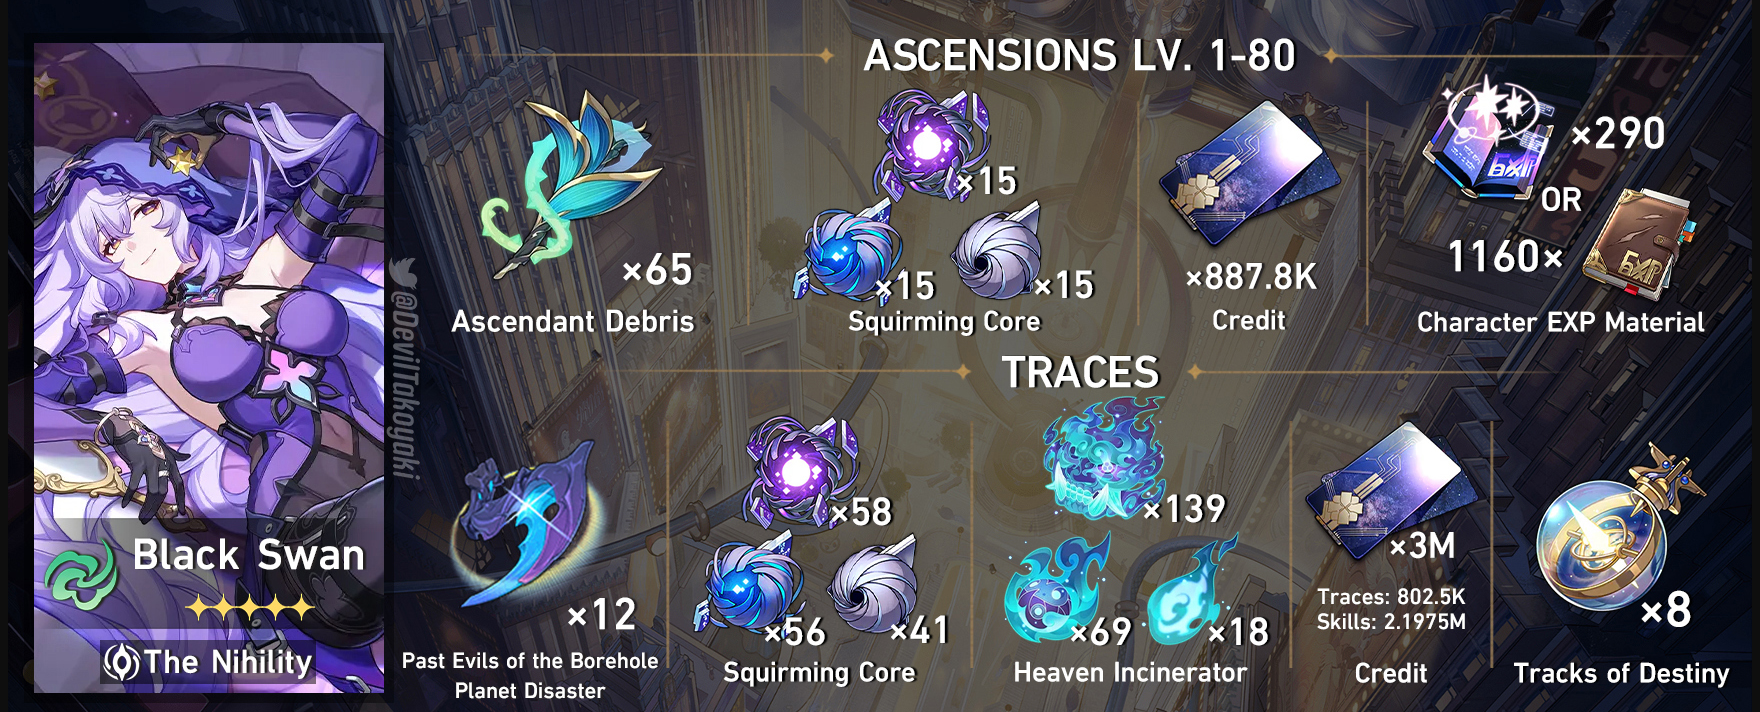 ASCENSIONS LV. 1-80
×65
Ascendant Debris
×15
×15
×15
Squirming Core
×887.8K
Credit
×290
OR
1160×
EXP
Character EXP Material
@DevilTakoyaki
TRACES
Black Swan
The Nihility
×12
Past Evils of the Borehole
Planet Disaster
×58
×56
×41
Squirming Core
×139
×69
×18
Heaven Incinerator
×3M
Traces: 802.5K
Skills: 2.1975M
Credit
×8
Tracks of Destiny